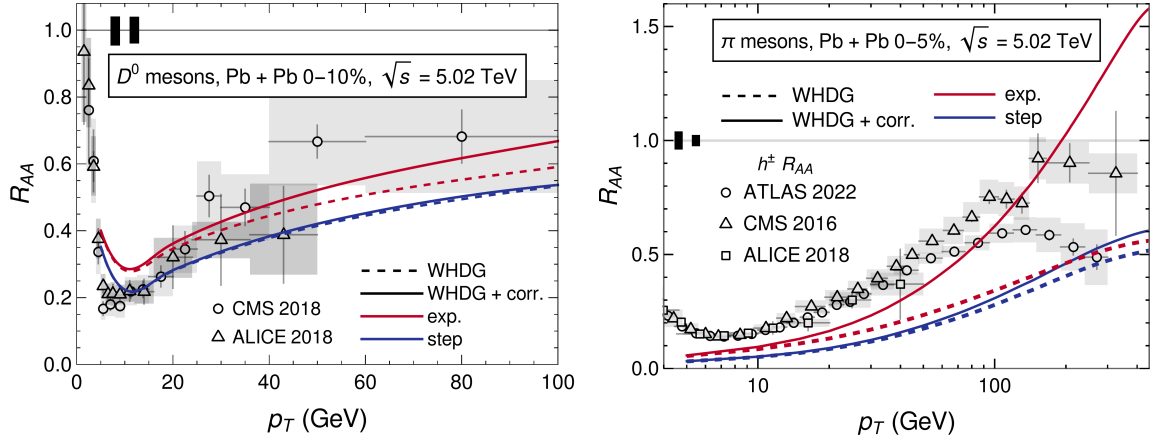 D⁰ mesons, Pb + Pb 0–10%, √s = 5.02 TeV
1.0
0.8
0.6
0.4
0.2
0.0
R_AA
CMS 2018
ALICE 2018
WHDG
WHDG + corr.
exp.
step
0
20
40
60
80
100
p_T (GeV)
π mesons, Pb + Pb 0–5%, √s = 5.02 TeV
1.5
1.0
0.5
0.0
R_AA
WHDG
WHDG + corr.
exp.
step
h± R_AA
ATLAS 2022
CMS 2016
ALICE 2018
10
100
p_T (GeV)